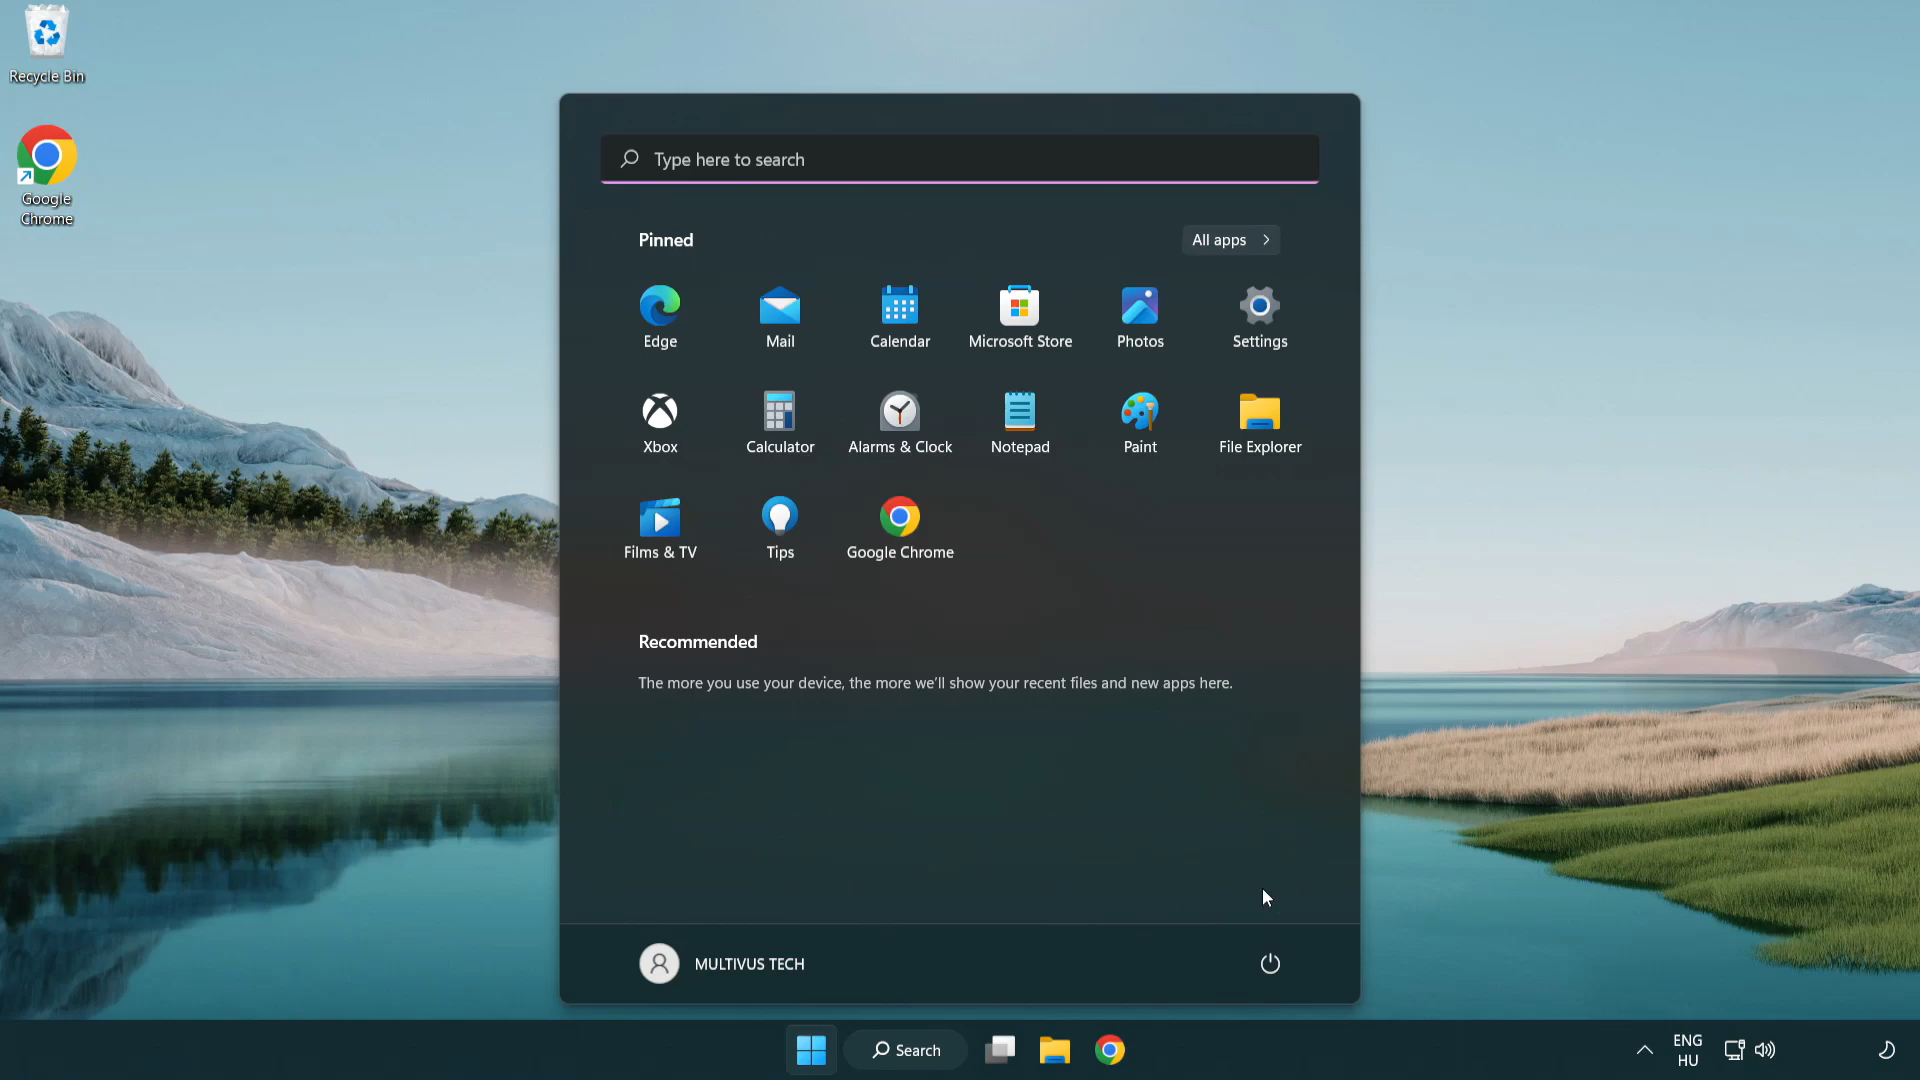 Recycle Bin
Google
Chrome
Type here to search
Pinned
All apps
Edge
Mail
Calendar
Microsoft Store
Photos
Settings
Xbox
Calculator
Alarms & Clock
Notepad
Paint
File Explorer
Films & TV
Tips
Google Chrome
Recommended
The more you use your device, the more we’ll show your recent files and new apps here.
MULTIVUS TECH
Search
ENG
HU